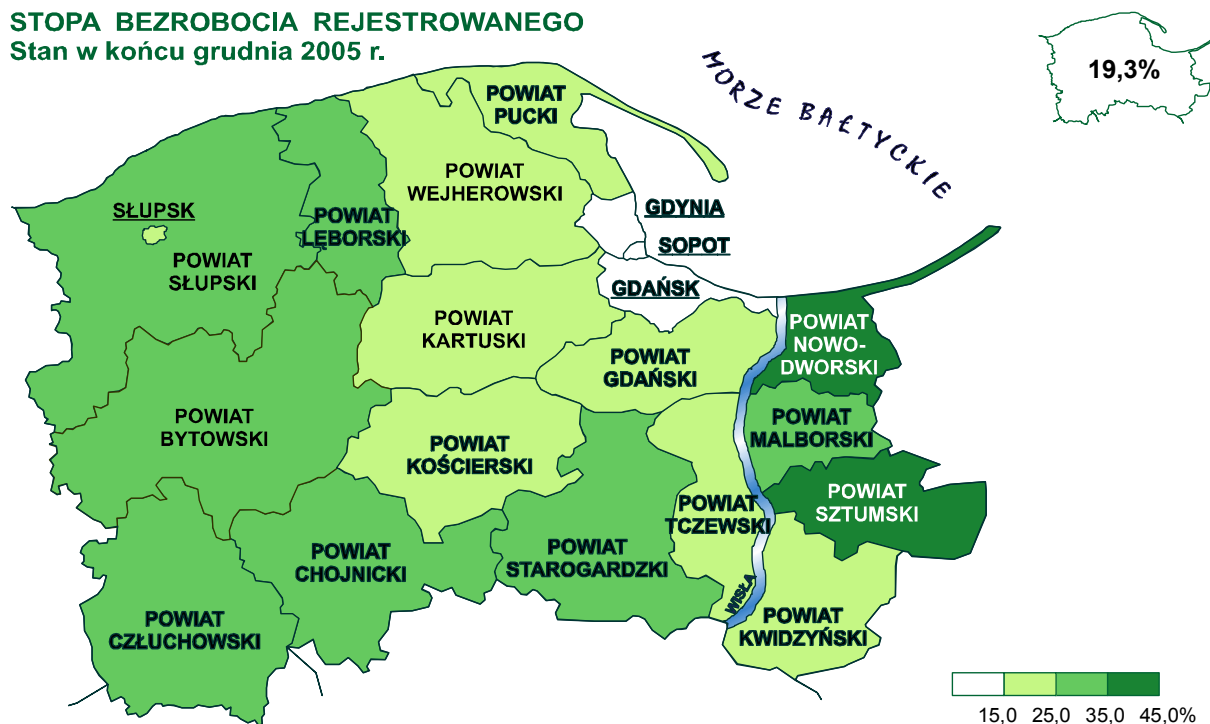 STOPA BEZROBOCIA REJESTROWANEGO
Stan w końcu grudnia 2005 r.
19,3%
MORZE BAŁTYCKIE
POWIAT
PUCKI
POWIAT
WEJHEROWSKI
SŁUPSK
POWIAT
LĘBORSKI
GDYNIA
SOPOT
POWIAT
SŁUPSKI
GDAŃSK
POWIAT
KARTUSKI
POWIAT
GDAŃSKI
POWIAT
NOWO-
DWORSKI
POWIAT
BYTOWSKI
POWIAT
KOŚCIERSKI
POWIAT
MALBORSKI
POWIAT
TCZEWSKI
POWIAT
SZTUMSKI
POWIAT
CHOJNICKI
POWIAT
STAROGARDZKI
WISŁA
POWIAT
CZŁUCHOWSKI
POWIAT
KWIDZYŃSKI
15,0 25,0 35,0 45,0%